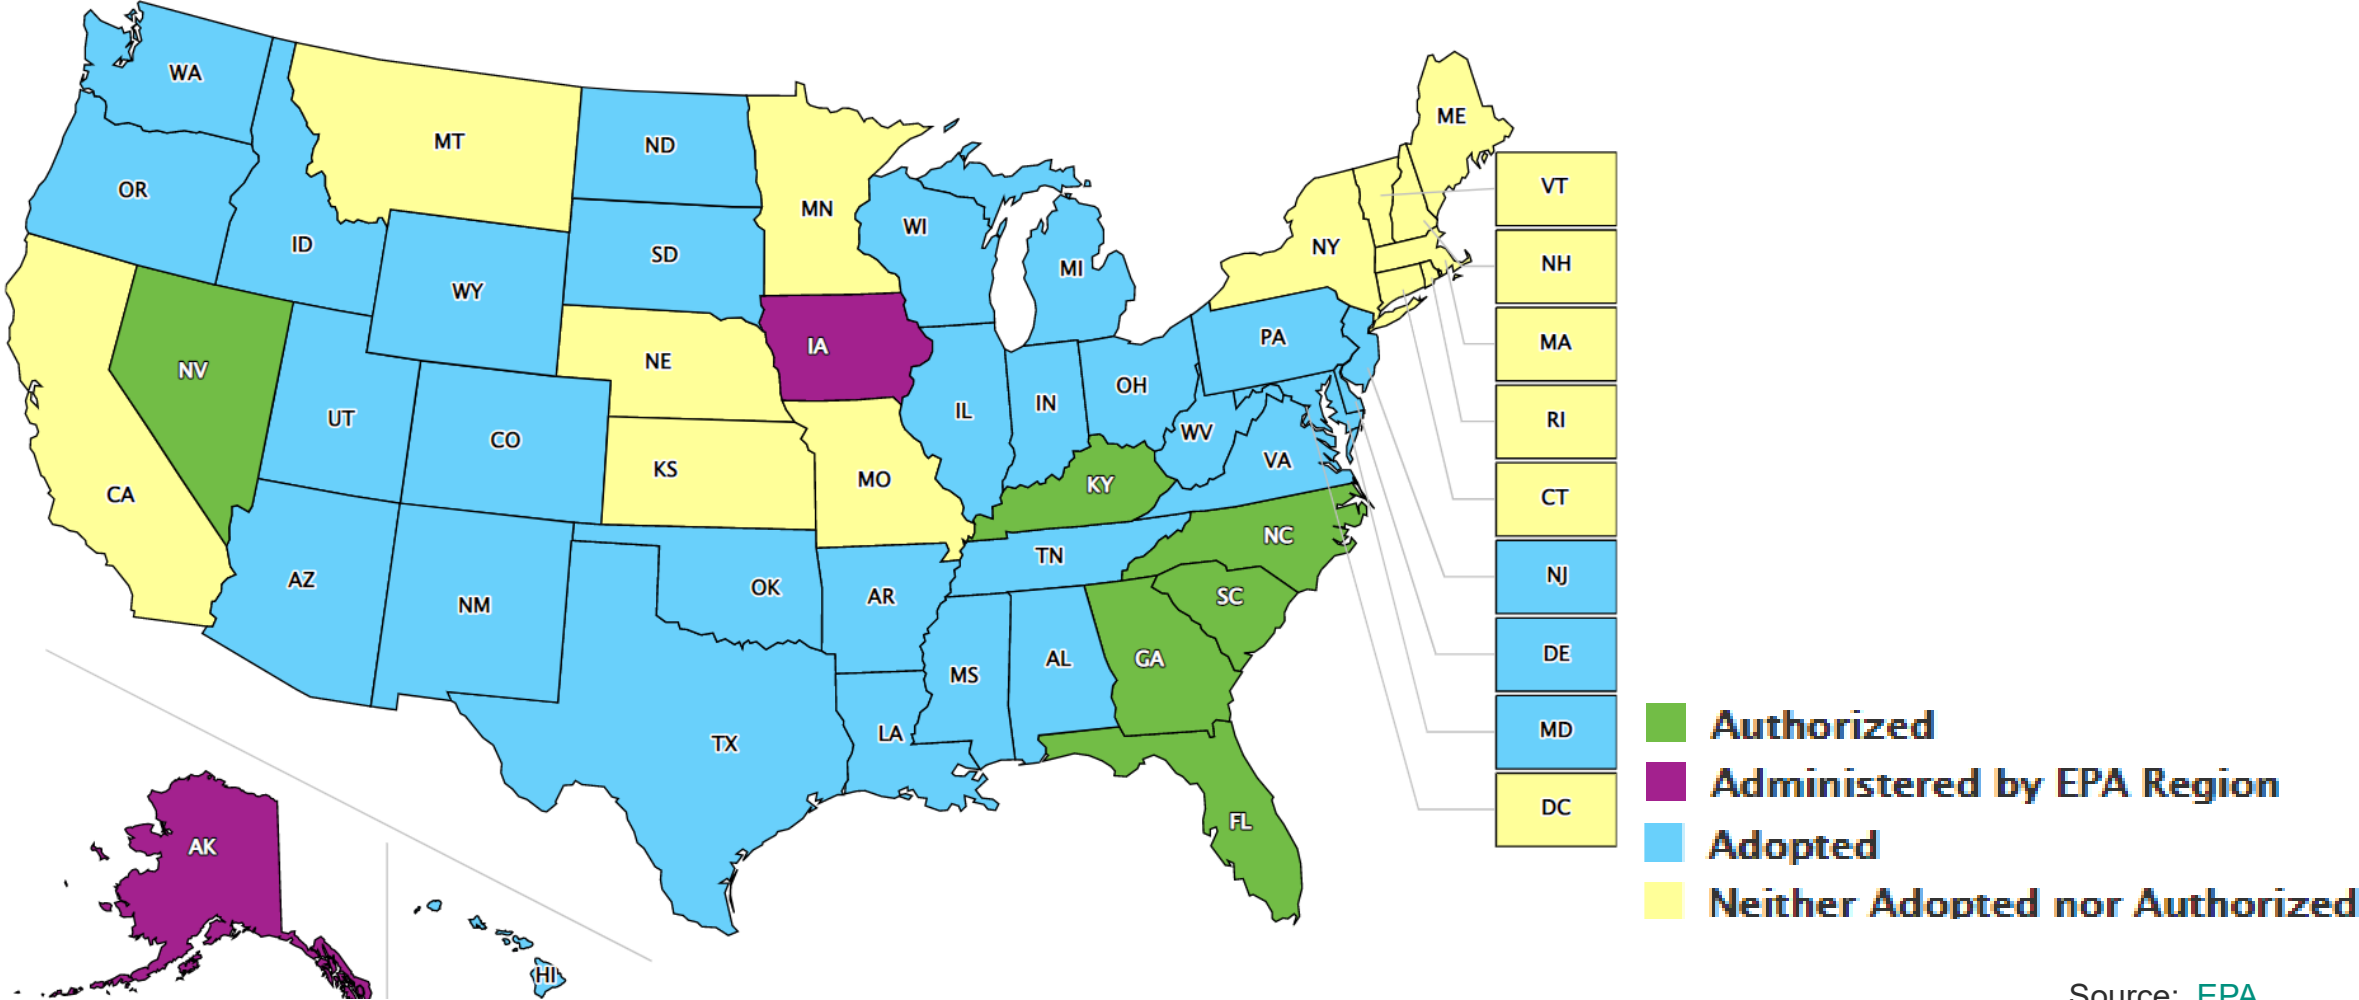 WA
MT
ND
ME
OR
MN
WI
VT
ID
SD
NY
NH
MI
WY
PA
MA
IA
NV
NE
OH
RI
UT
IN
IL
CO
WV
KS
VA
CA
MO
KY
CT
NC
TN
NJ
AZ
OK
NM
AR
SC
DE
GA
MS
AL
MD
Authorized
LA
TX
Administered by EPA Region
DC
FL
AK
Adopted
Neither Adopted nor Authorized
HI
Source: EPA